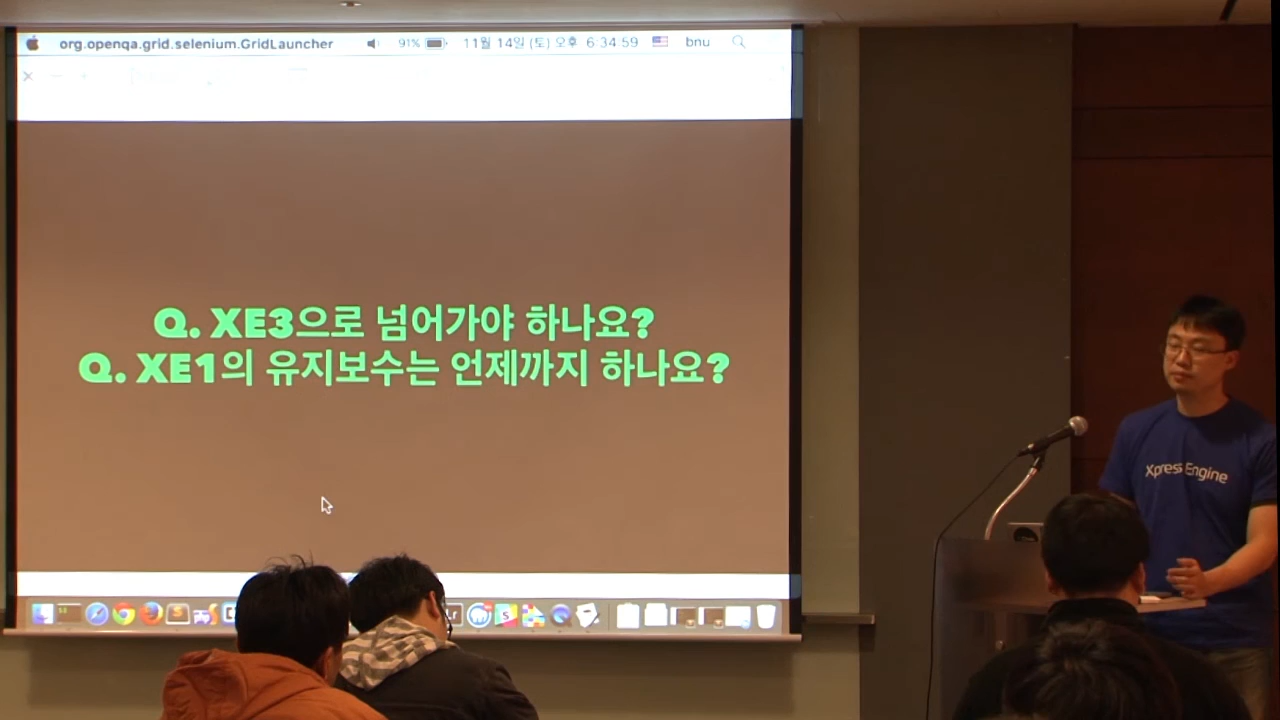 org.openqa.grid.selenium.GridLauncher 91% 11월 14일 (토) 오후 6:34:59 bnu
Q. XE3으로 넘어가야 하나요?
Q. XE1의 유지보수는 언제까지 하나요?
Xpress Engine